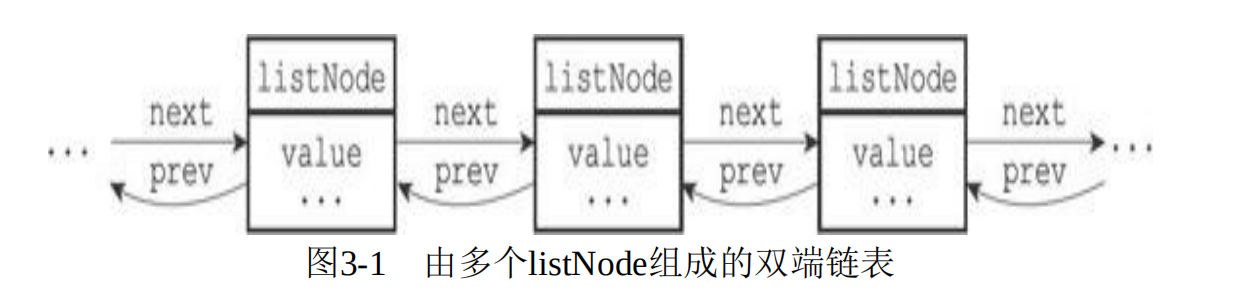 listNode listNode listNode
next next next next
... value value value ...
prev prev prev prev
... ... ...
图3-1 由多个listNode组成的双端链表